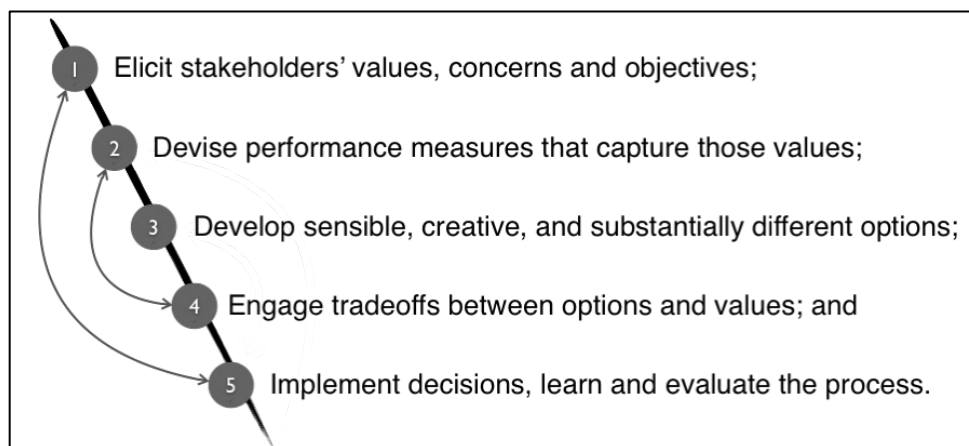 1 Elicit stakeholders’ values, concerns and objectives;
2 Devise performance measures that capture those values;
3 Develop sensible, creative, and substantially different options;
4 Engage tradeoffs between options and values; and
5 Implement decisions, learn and evaluate the process.